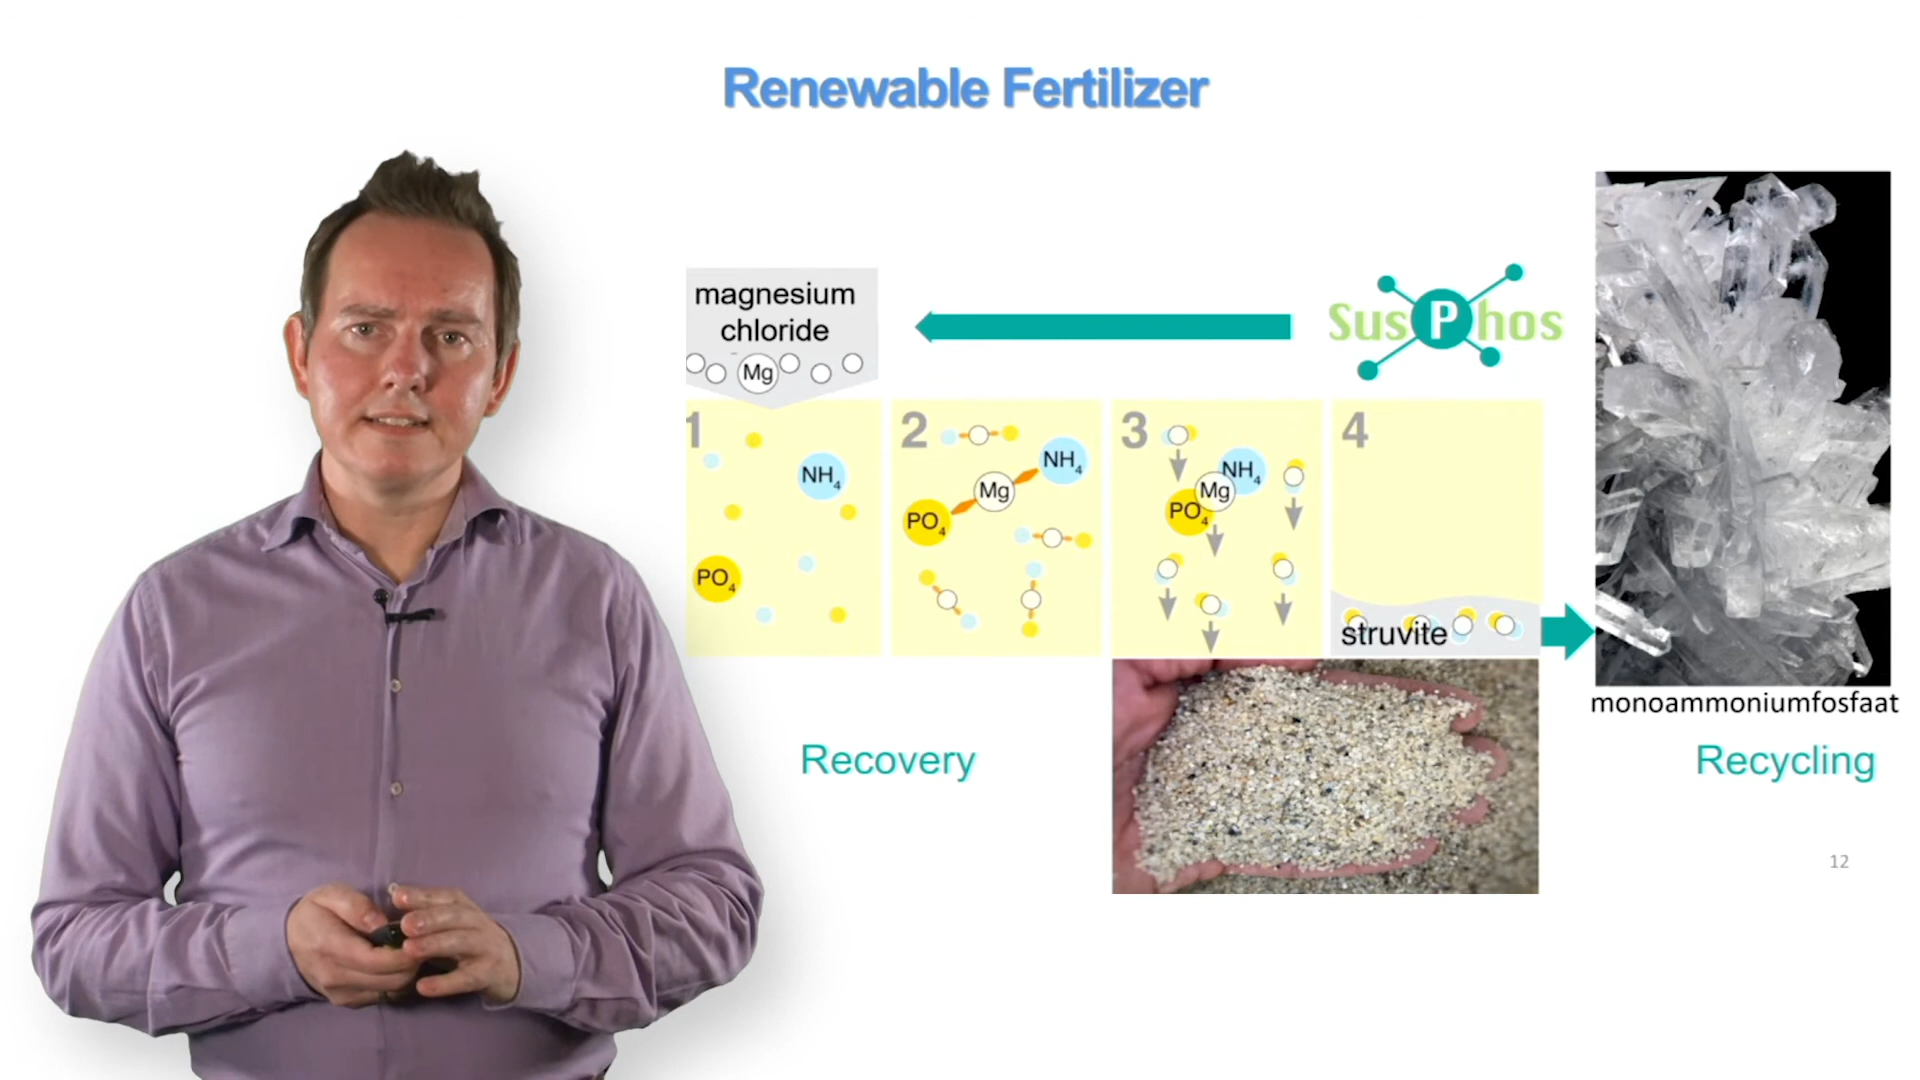 Renewable Fertilizer
magnesium
chloride
Mg
SusPhos
1
NH4
PO4
2
NH4
Mg
PO4
3
NH4
Mg
PO4
4
struvite
monoammoniumfosfaat
Recovery
Recycling
12